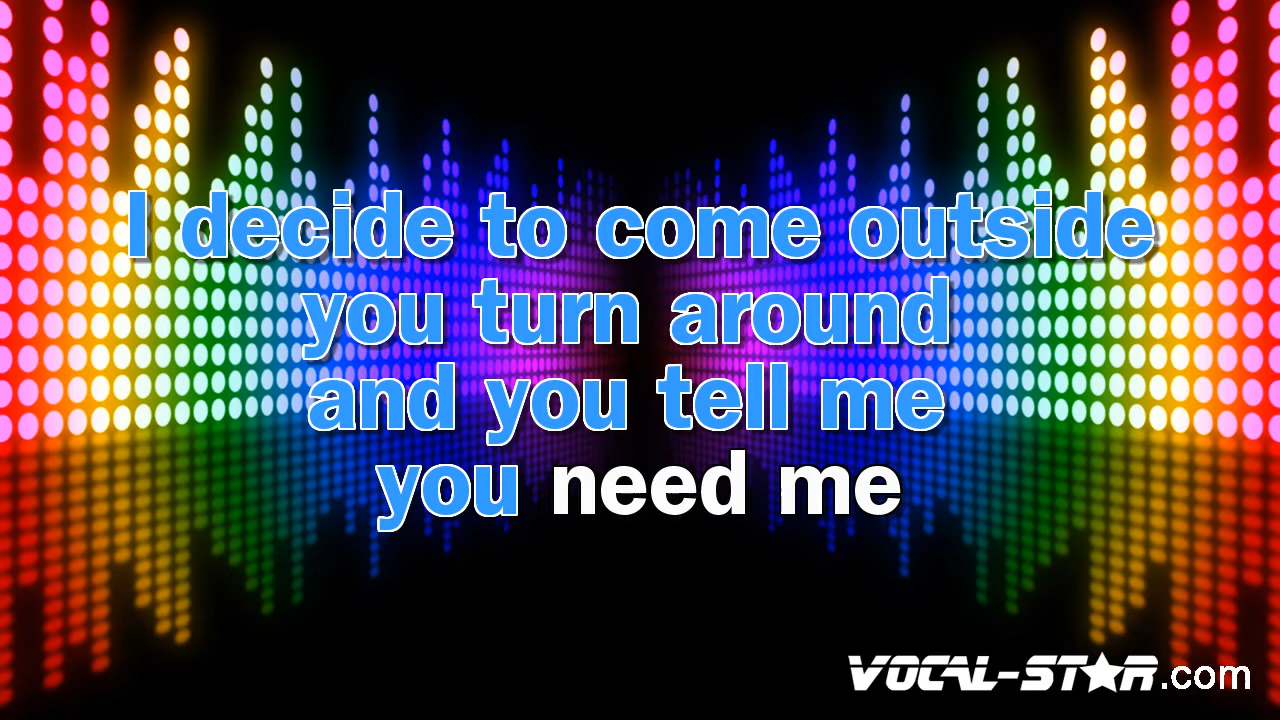 I decide to come outside
you turn around
and you tell me
you need me
VOCAL-STAR.com